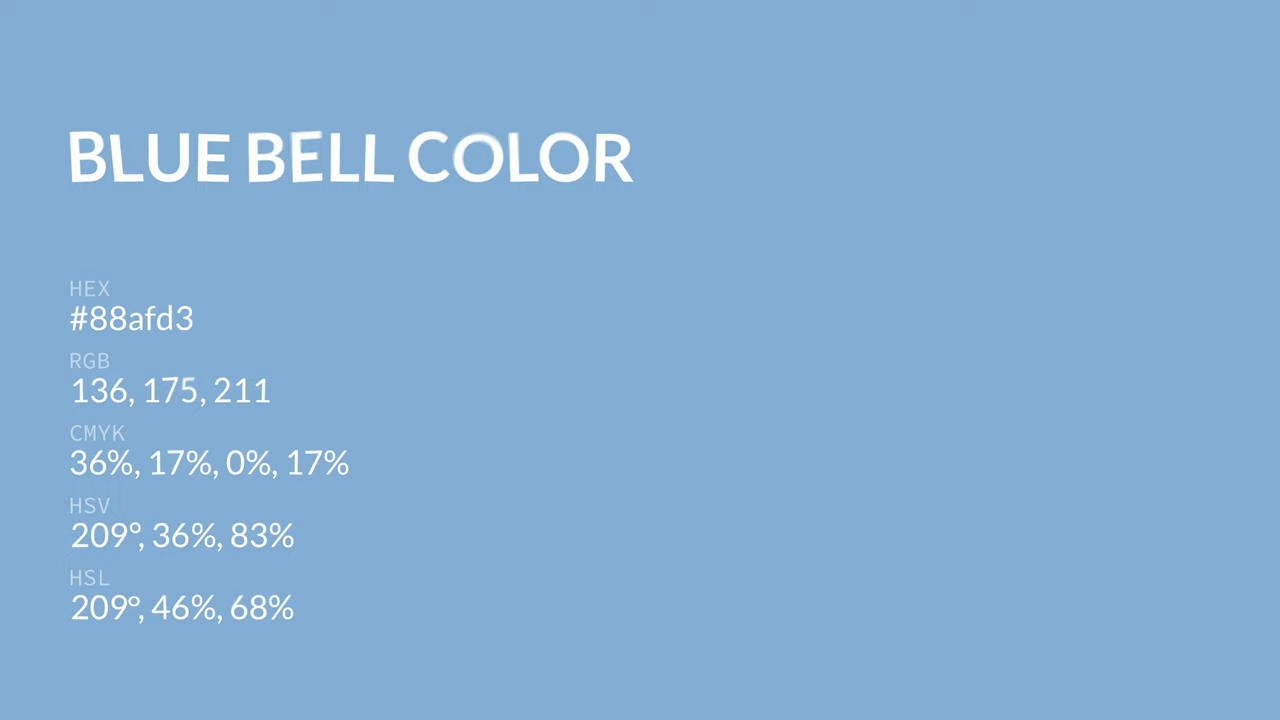 BLUE BELL COLOR
HEX
#88afd3
RGB
136, 175, 211
CMYK
36%, 17%, 0%, 17%
HSV
209°, 36%, 83%
HSL
209°, 46%, 68%